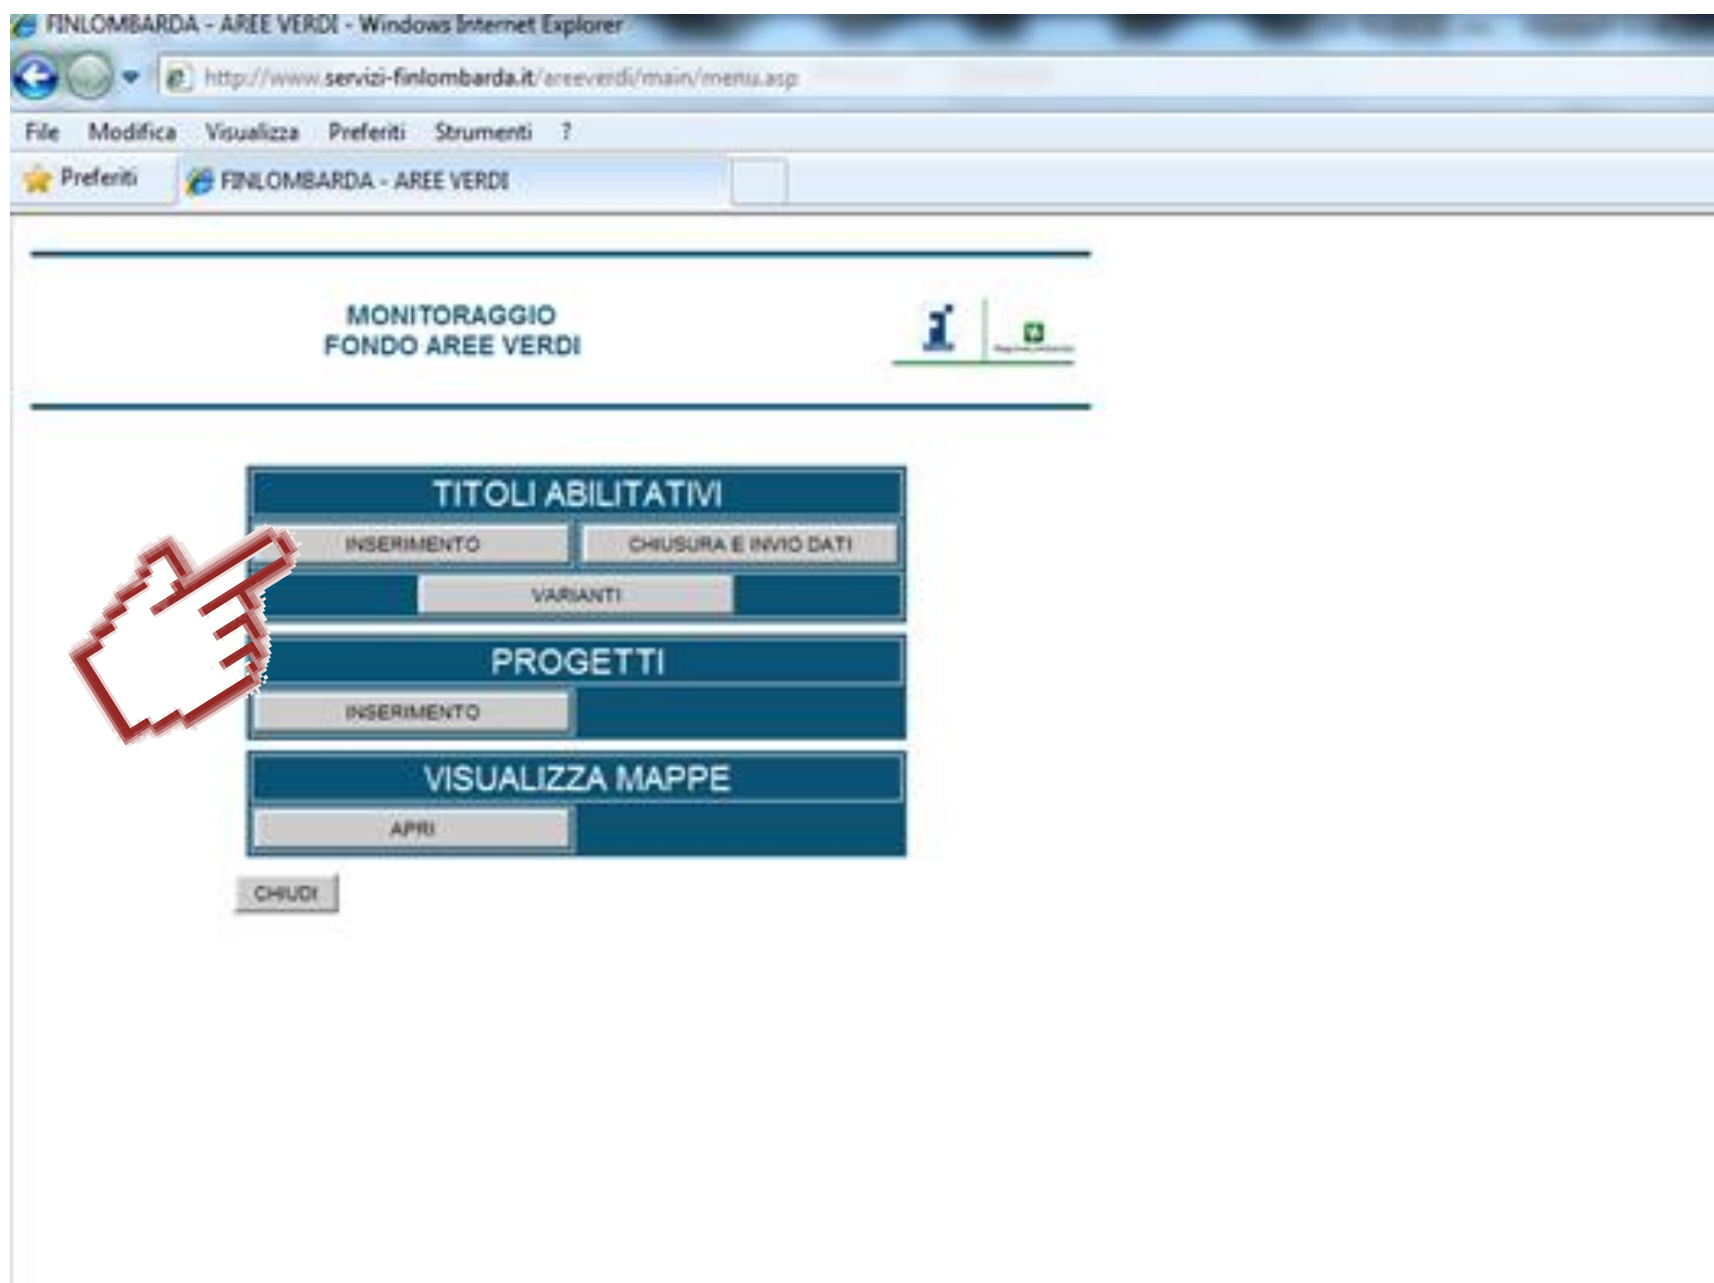 FINLOMBARDA - AREE VERDI - Windows Internet Explorer
http://www.servizi-finlombarda.it/areeverdi/main/menu.asp
File Modifica Visualizza Preferiti Strumenti ?
Preferiti FINLOMBARDA - AREE VERDI
MONITORAGGIO
FONDO AREE VERDI
TITOLI ABILITATIVI
INSERIMENTO CHIUSURA E INVIO DATI
VARIANTI
PROGETTI
INSERIMENTO
VISUALIZZA MAPPE
APRI
CHIUDI